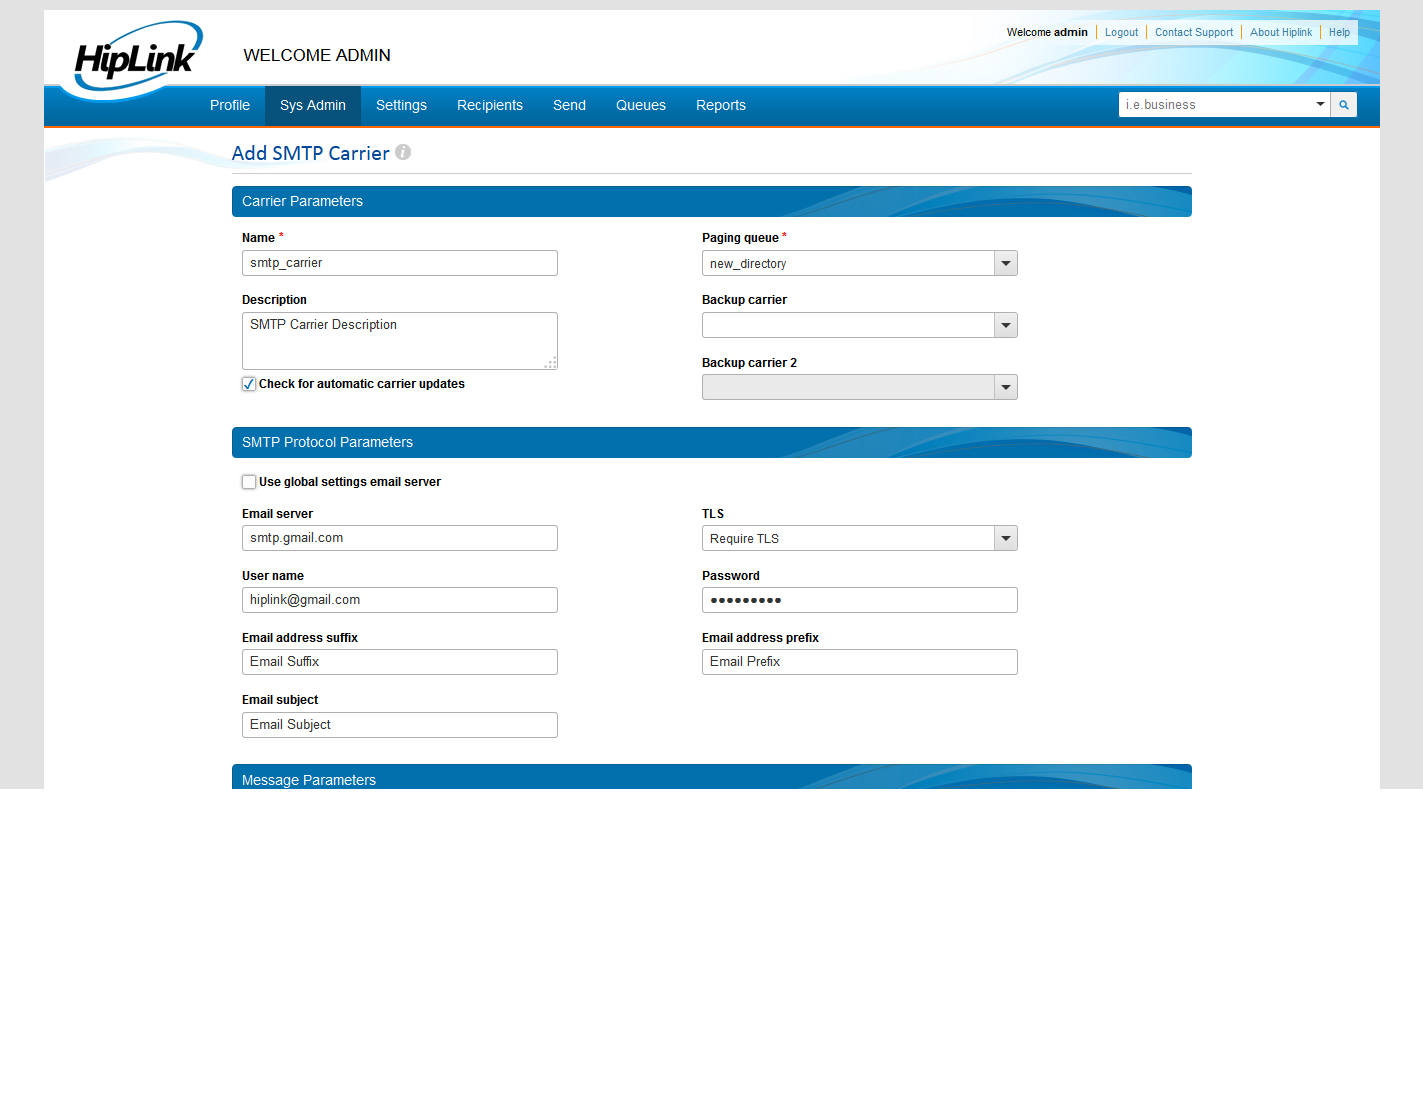 HipLink
WELCOME ADMIN
Welcome admin Logout Contact Support About Hiplink Help
Profile Sys Admin Settings Recipients Send Queues Reports i.e.business
Add SMTP Carrier i
Carrier Parameters
Name * Paging queue *
smtp_carrier new_directory
Description Backup carrier
SMTP Carrier Description
Backup carrier 2
Check for automatic carrier updates
SMTP Protocol Parameters
Use global settings email server
Email server TLS
smtp.gmail.com Require TLS
User name Password
hiplink@gmail.com •••••••••
Email address suffix Email address prefix
Email Suffix Email Prefix
Email subject
Email Subject
Message Parameters